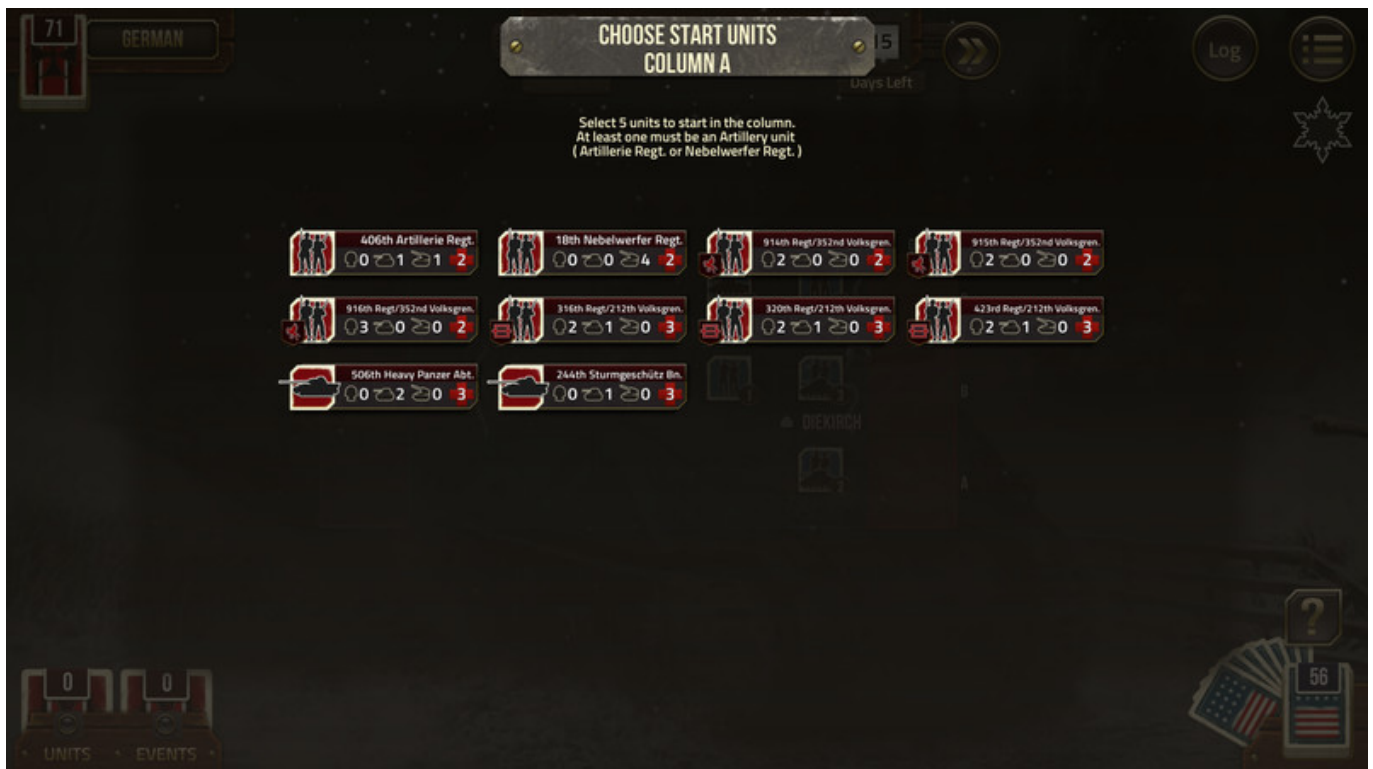 71
GERMAN
CHOOSE START UNITS
COLUMN A
15
Days Left
Log
Select 5 units to start in the column.
At least one must be an Artillery unit
( Artillerie Regt. or Nebelwerfer Regt. )
406th Artillerie Regt.
0 1 1 2
18th Nebelwerfer Regt.
0 0 4 2
914th Regt/352nd Volksgren.
2 0 0 2
915th Regt/352nd Volksgren.
2 0 0 2
916th Regt/352nd Volksgren.
3 0 0 2
316th Regt/212th Volksgren.
2 1 0 3
320th Regt/212th Volksgren.
2 1 0 3
423rd Regt/212th Volksgren.
2 1 0 3
506th Heavy Panzer Abt.
0 2 0 3
244th Sturmgeschütz Bn.
0 1 0 3
B
DIEKIRCH
A
?
0
UNITS
0
EVENTS
56